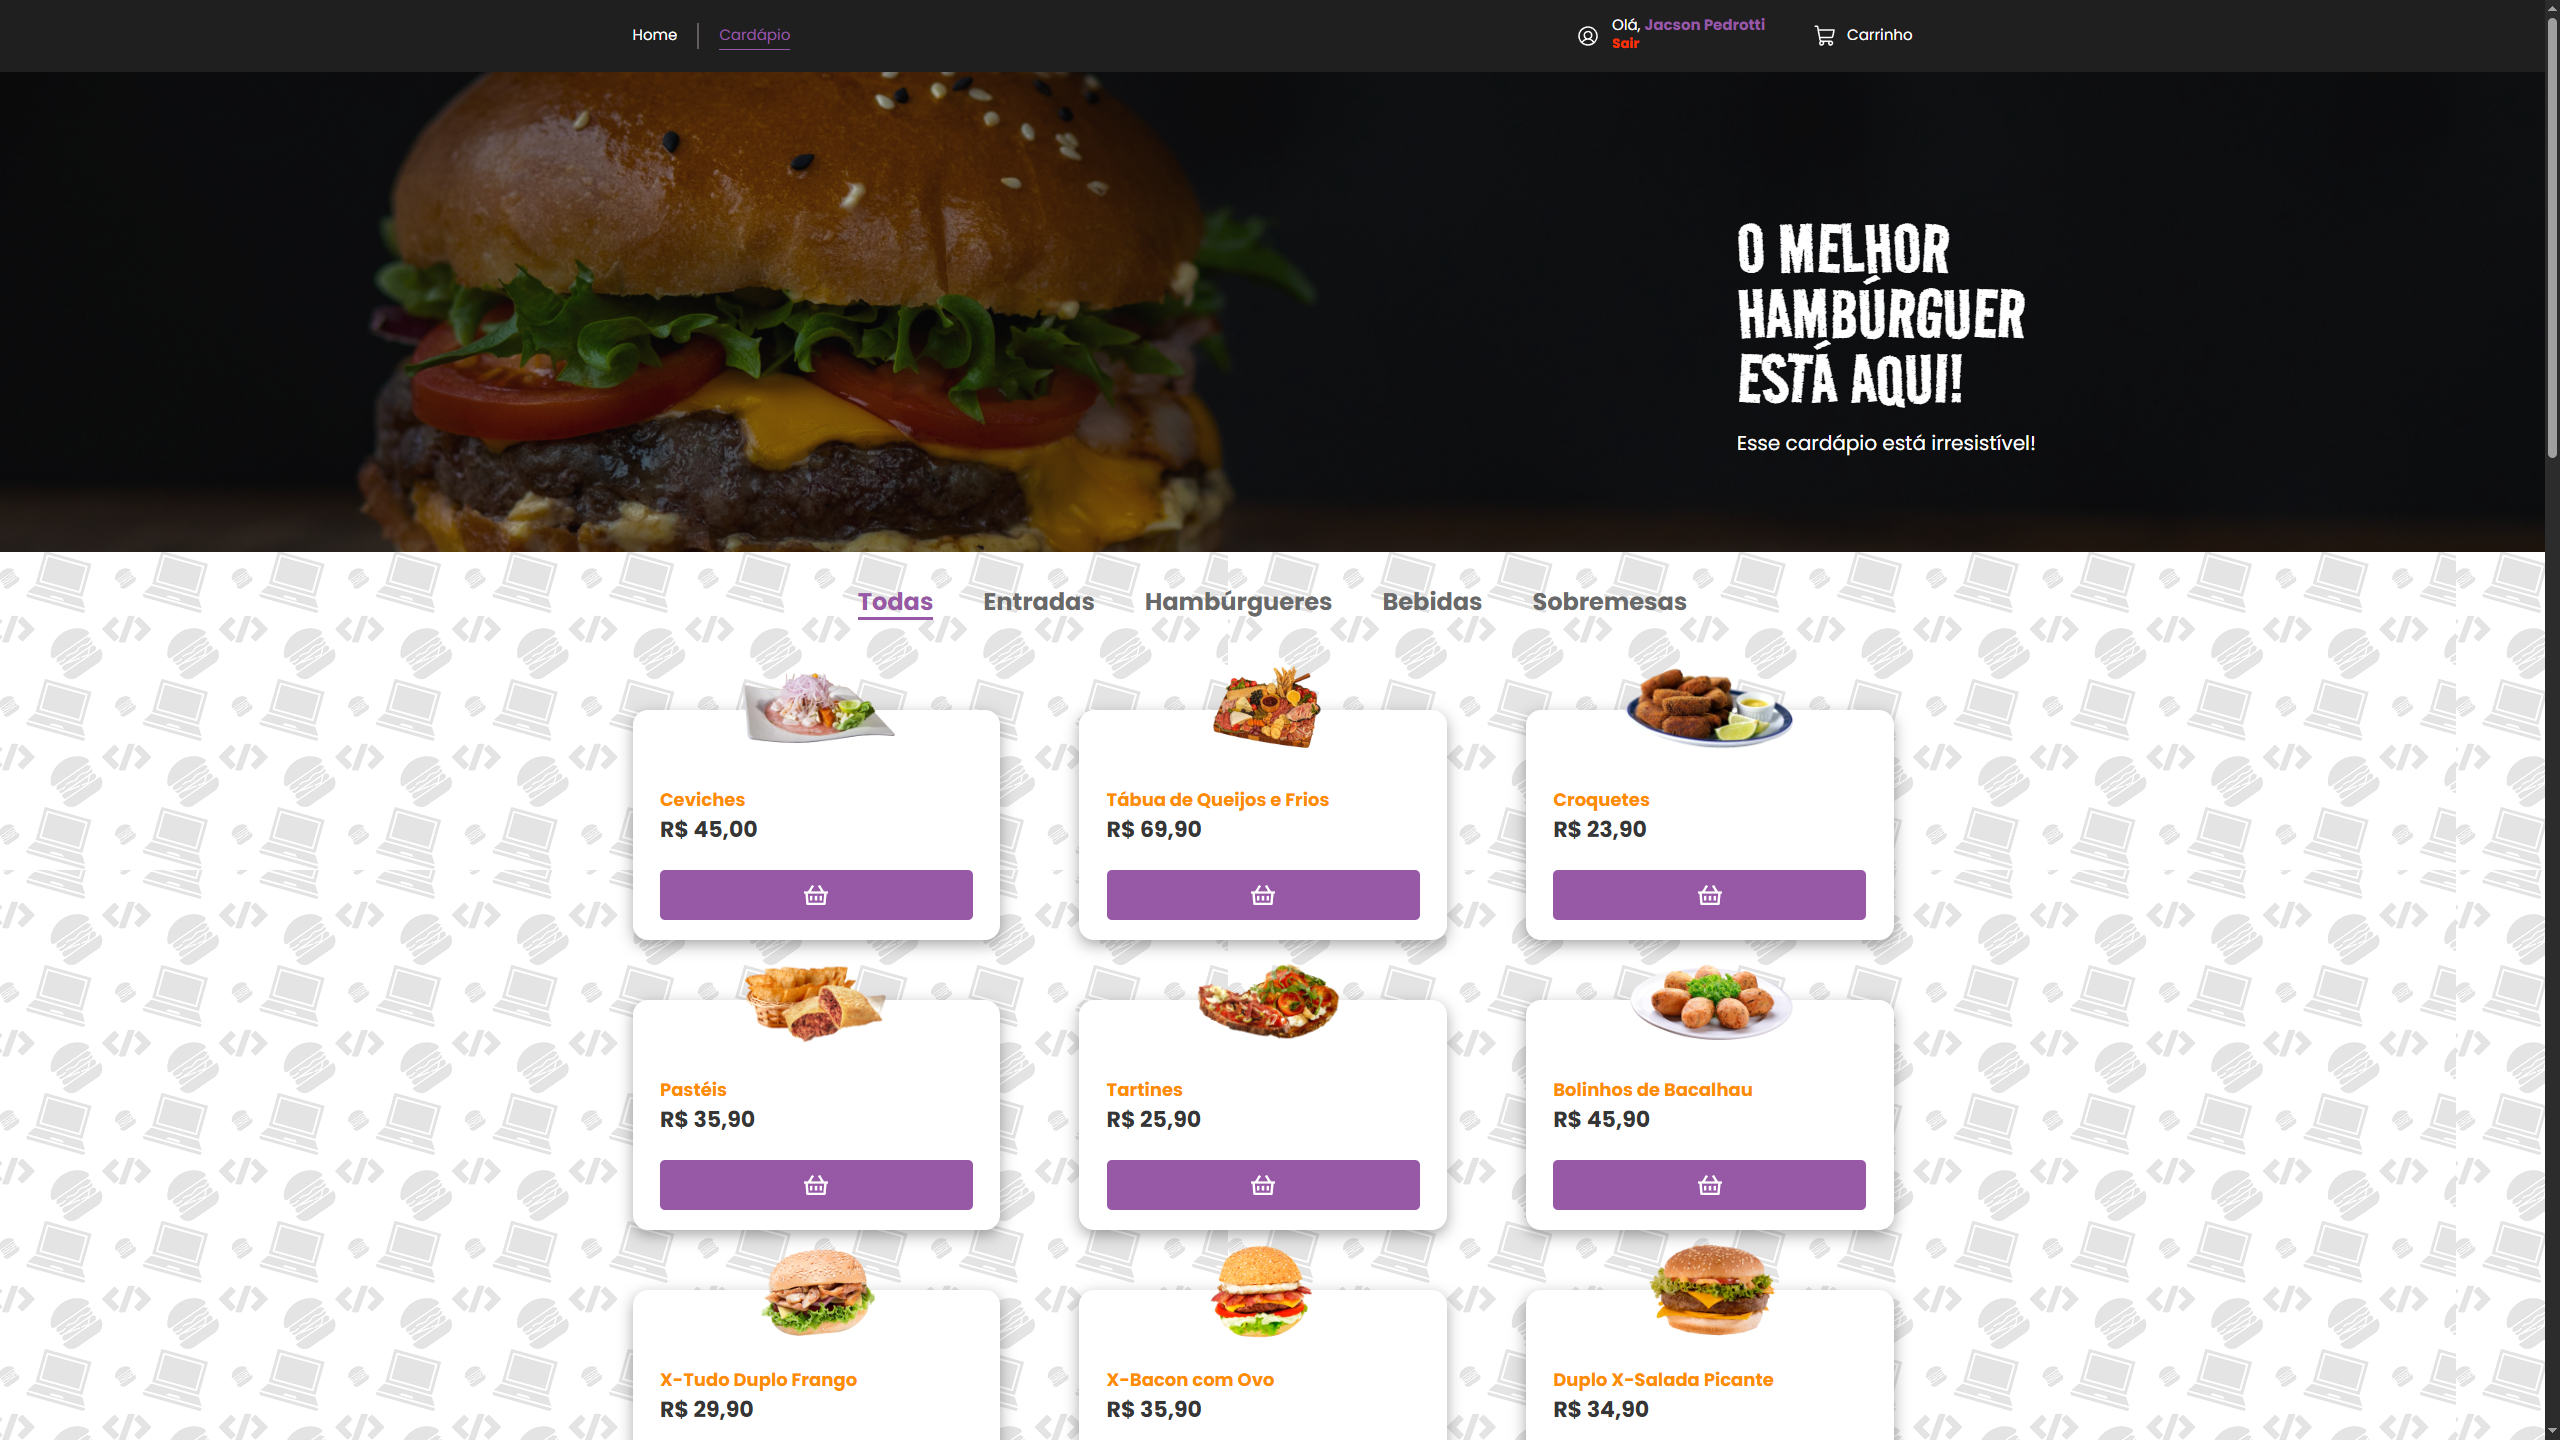 Home
Cardápio
Olá, Jacson Pedrotti
Sair
Carrinho
O MELHOR
HAMBÚRGUER
ESTÁ AQUI!
Esse cardápio está irresistível!
Todas
Entradas
Hambúrgueres
Bebidas
Sobremesas
Ceviches
R$ 45,00
Tábua de Queijos e Frios
R$ 69,90
Croquetes
R$ 23,90
Pastéis
R$ 35,90
Tartines
R$ 25,90
Bolinhos de Bacalhau
R$ 45,90
X-Tudo Duplo Frango
R$ 29,90
X-Bacon com Ovo
R$ 35,90
Duplo X-Salada Picante
R$ 34,90